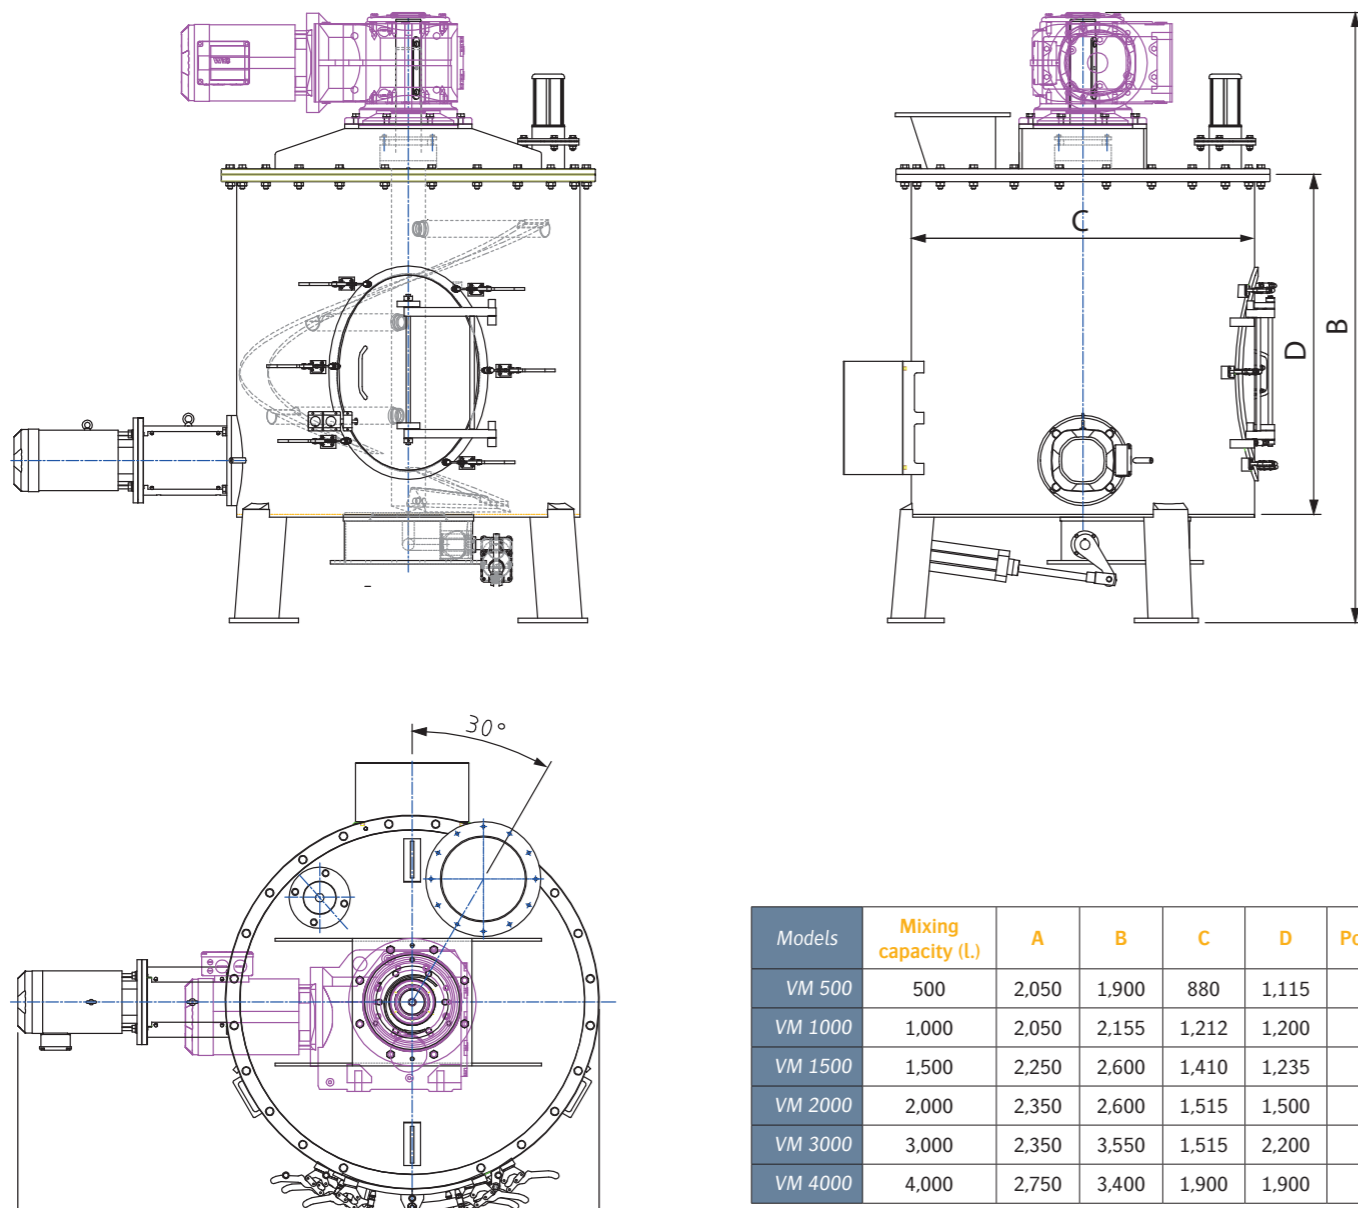 C
D
B
30°
Models Mixing capacity (l.) A B C D
VM 500 500 2,050 1,900 880 1,115
VM 1000 1,000 2,050 2,155 1,212 1,200
VM 1500 1,500 2,250 2,600 1,410 1,235
VM 2000 2,000 2,350 2,600 1,515 1,500
VM 3000 3,000 2,350 3,550 1,515 2,200
VM 4000 4,000 2,750 3,400 1,900 1,900